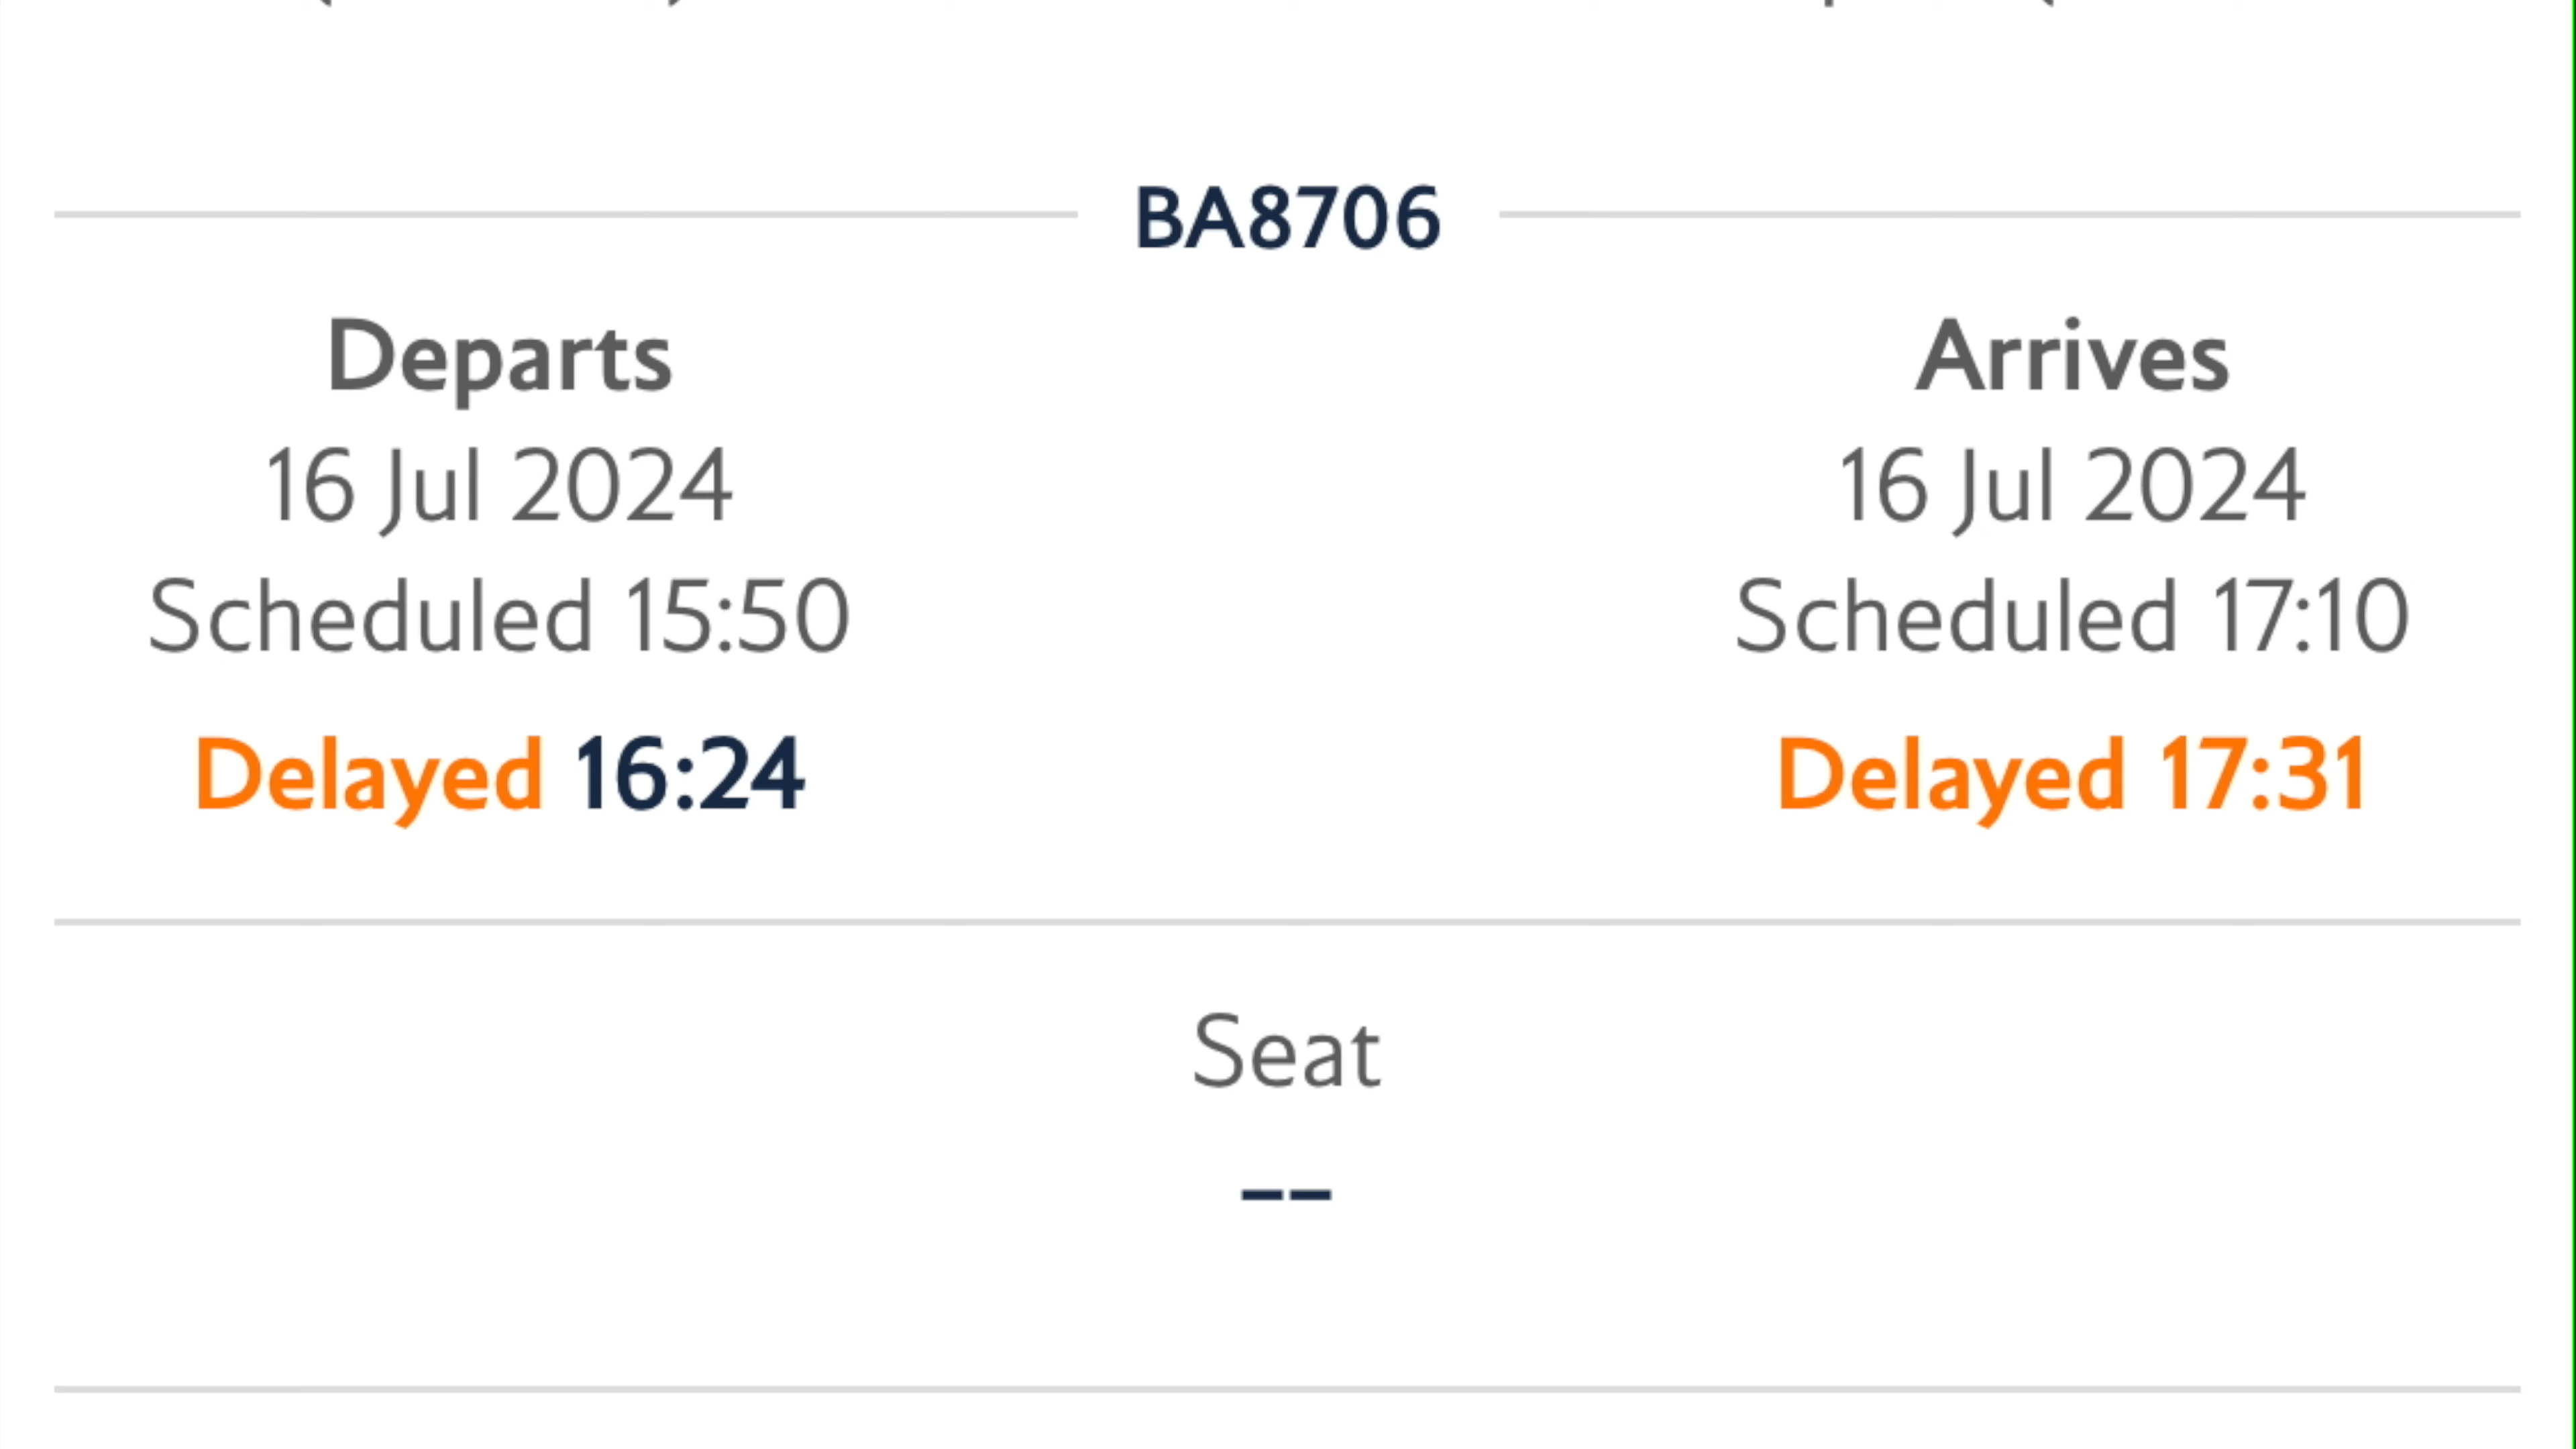 BA8706
Departs
16 Jul 2024
Scheduled 15:50
Delayed 16:24
Arrives
16 Jul 2024
Scheduled 17:10
Delayed 17:31
Seat
--